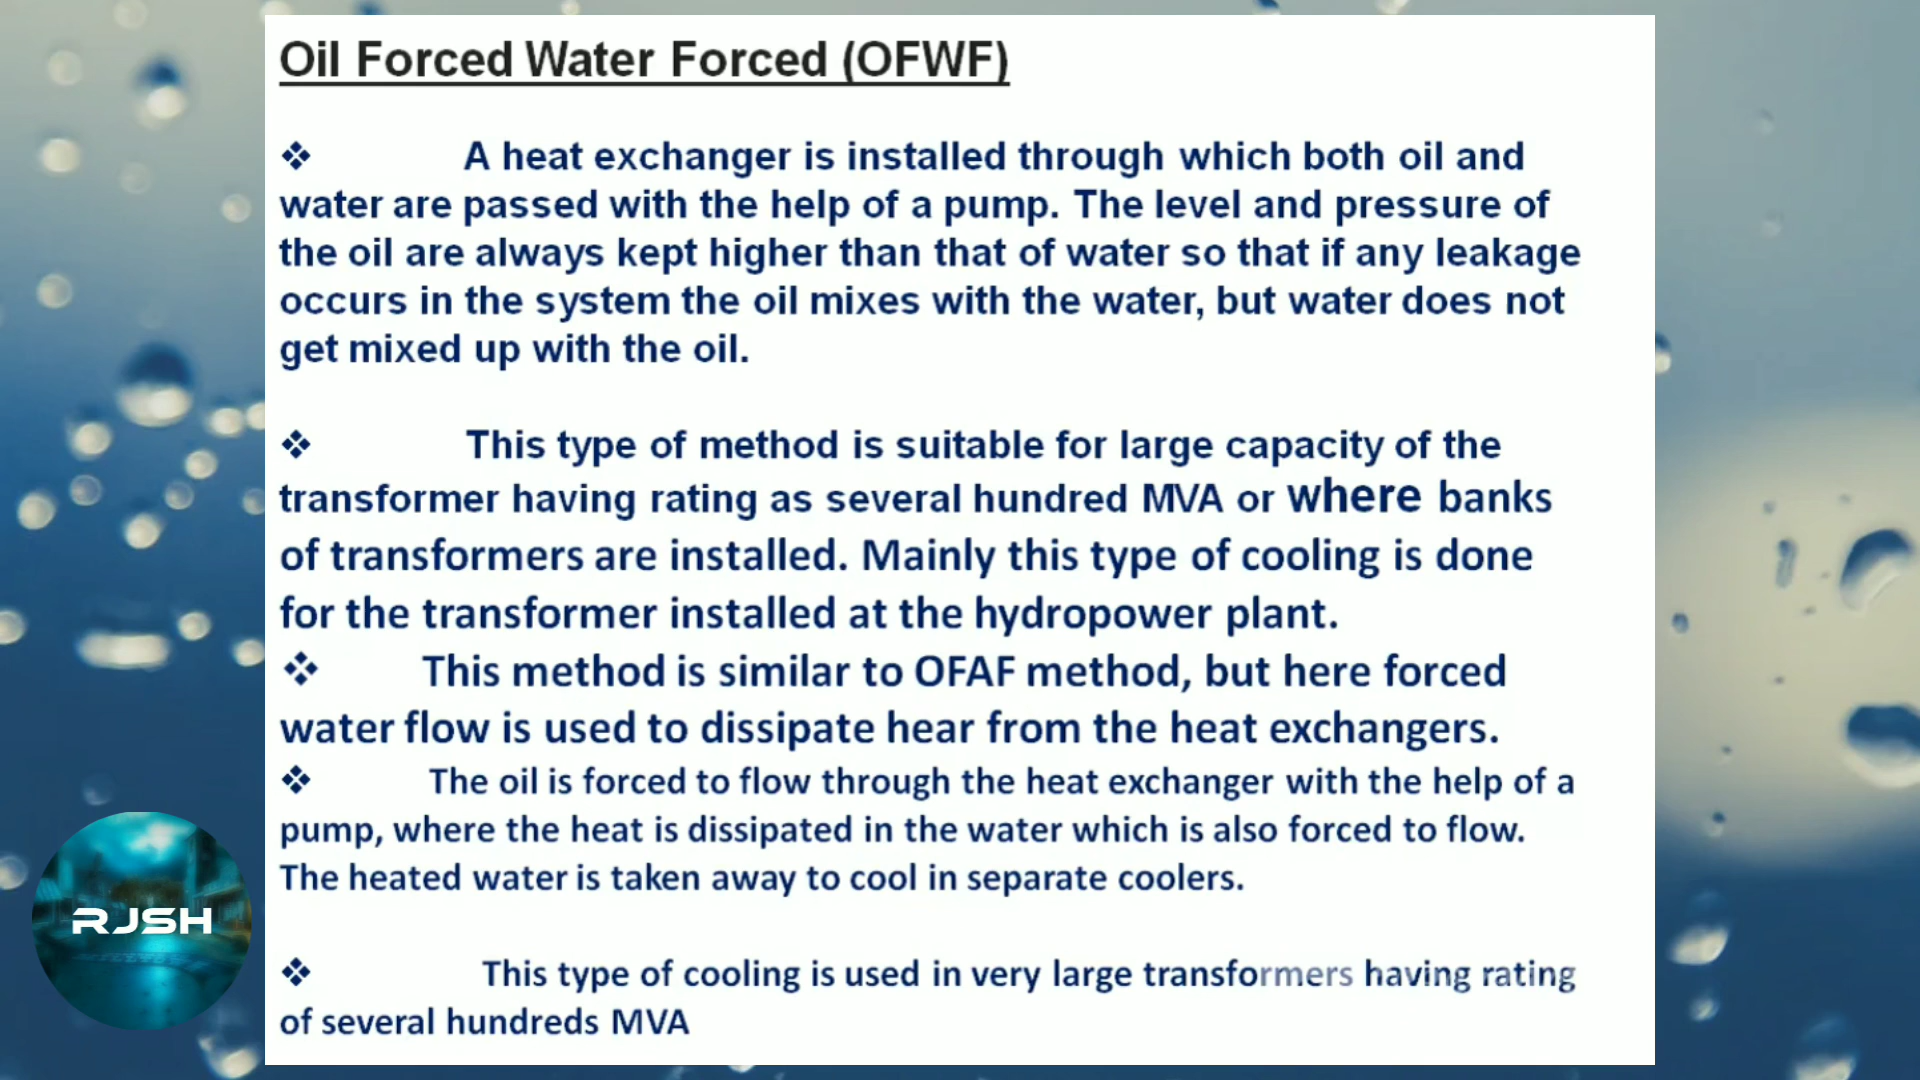 Oil Forced Water Forced (OFWF)
❖ A heat exchanger is installed through which both oil and
water are passed with the help of a pump. The level and pressure of
the oil are always kept higher than that of water so that if any leakage
occurs in the system the oil mixes with the water, but water does not
get mixed up with the oil.
❖ This type of method is suitable for large capacity of the
transformer having rating as several hundred MVA or where banks
of transformers are installed. Mainly this type of cooling is done
for the transformer installed at the hydropower plant.
❖ This method is similar to OFAF method, but here forced
water flow is used to dissipate hear from the heat exchangers.
❖ The oil is forced to flow through the heat exchanger with the help of a
pump, where the heat is dissipated in the water which is also forced to flow.
The heated water is taken away to cool in separate coolers.
RJSH
❖ This type of cooling is used in very large transformers having rating
of several hundreds MVA